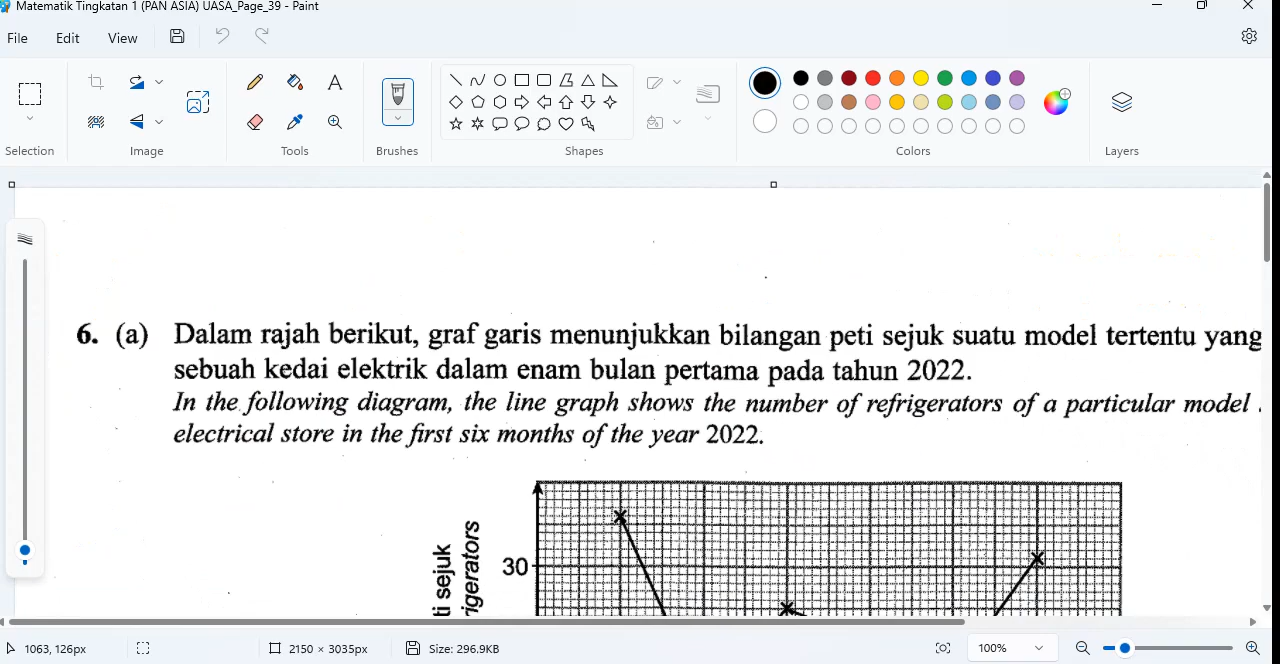 Matematik Tingkatan 1 (PAN ASIA) UASA_Page_39 - Paint
File Edit View
Selection Image Tools Brushes Shapes Colors Layers
6. (a) Dalam rajah berikut, graf garis menunjukkan bilangan peti sejuk suatu model tertentu yang
sebuah kedai elektrik dalam enam bulan pertama pada tahun 2022.
In the following diagram, the line graph shows the number of refrigerators of a particular model
electrical store in the first six months of the year 2022.
ti sejuk
rigerators
30
1063, 126px 2150 × 3035px Size: 296.9KB 100%